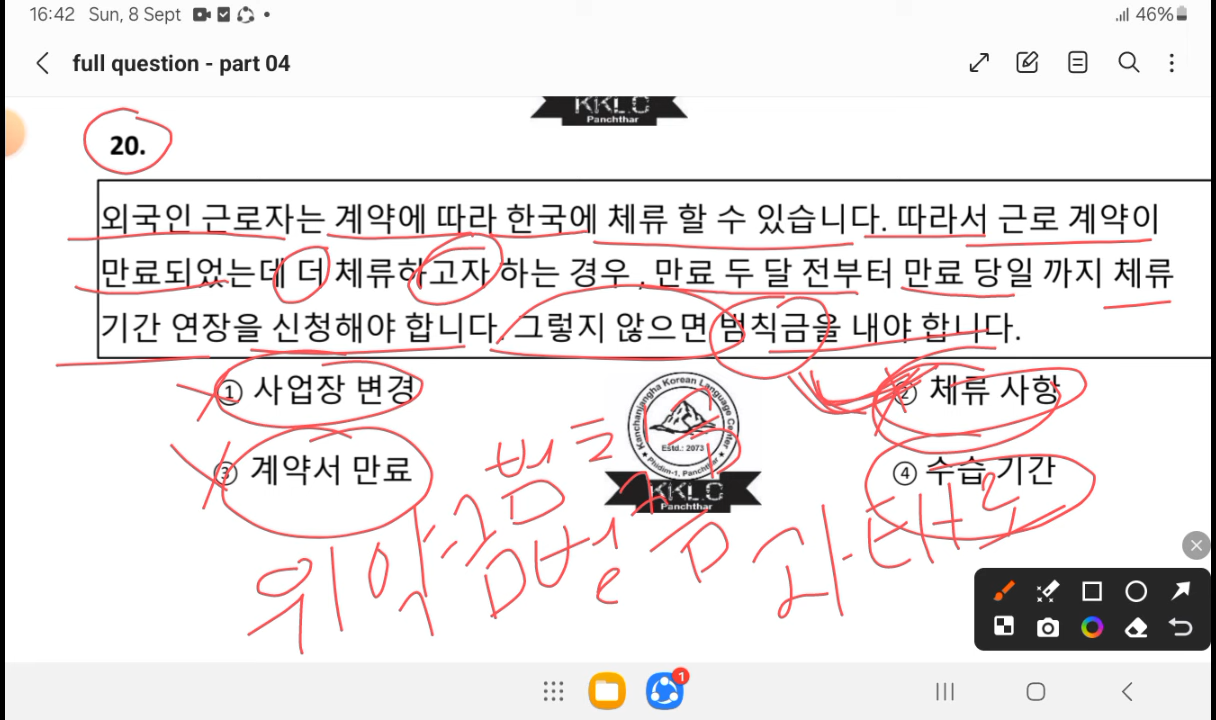 16:42 Sun, 8 Sept 46%
full question - part 04
KKLC
Panchthar
20.
외국인 근로자는 계약에 따라 한국에 체류 할 수 있습니다. 따라서 근로 계약이
만료되었는데 더 체류하고자 하는 경우 , 만료 두 달 전부터 만료 당일 까지 체류
기간 연장을 신청해야 합니다. 그렇지 않으면 범칙금을 내야 합니다.
① 사업장 변경 ② 체류 사항
Kanchanjangha Korean Language Center
Estd.: 2073
Phidim-1, Panchthar
③ 계약서 만료 ④ 수습 기간
KKLC
Panchthar
위약금
벌금
과태료
1